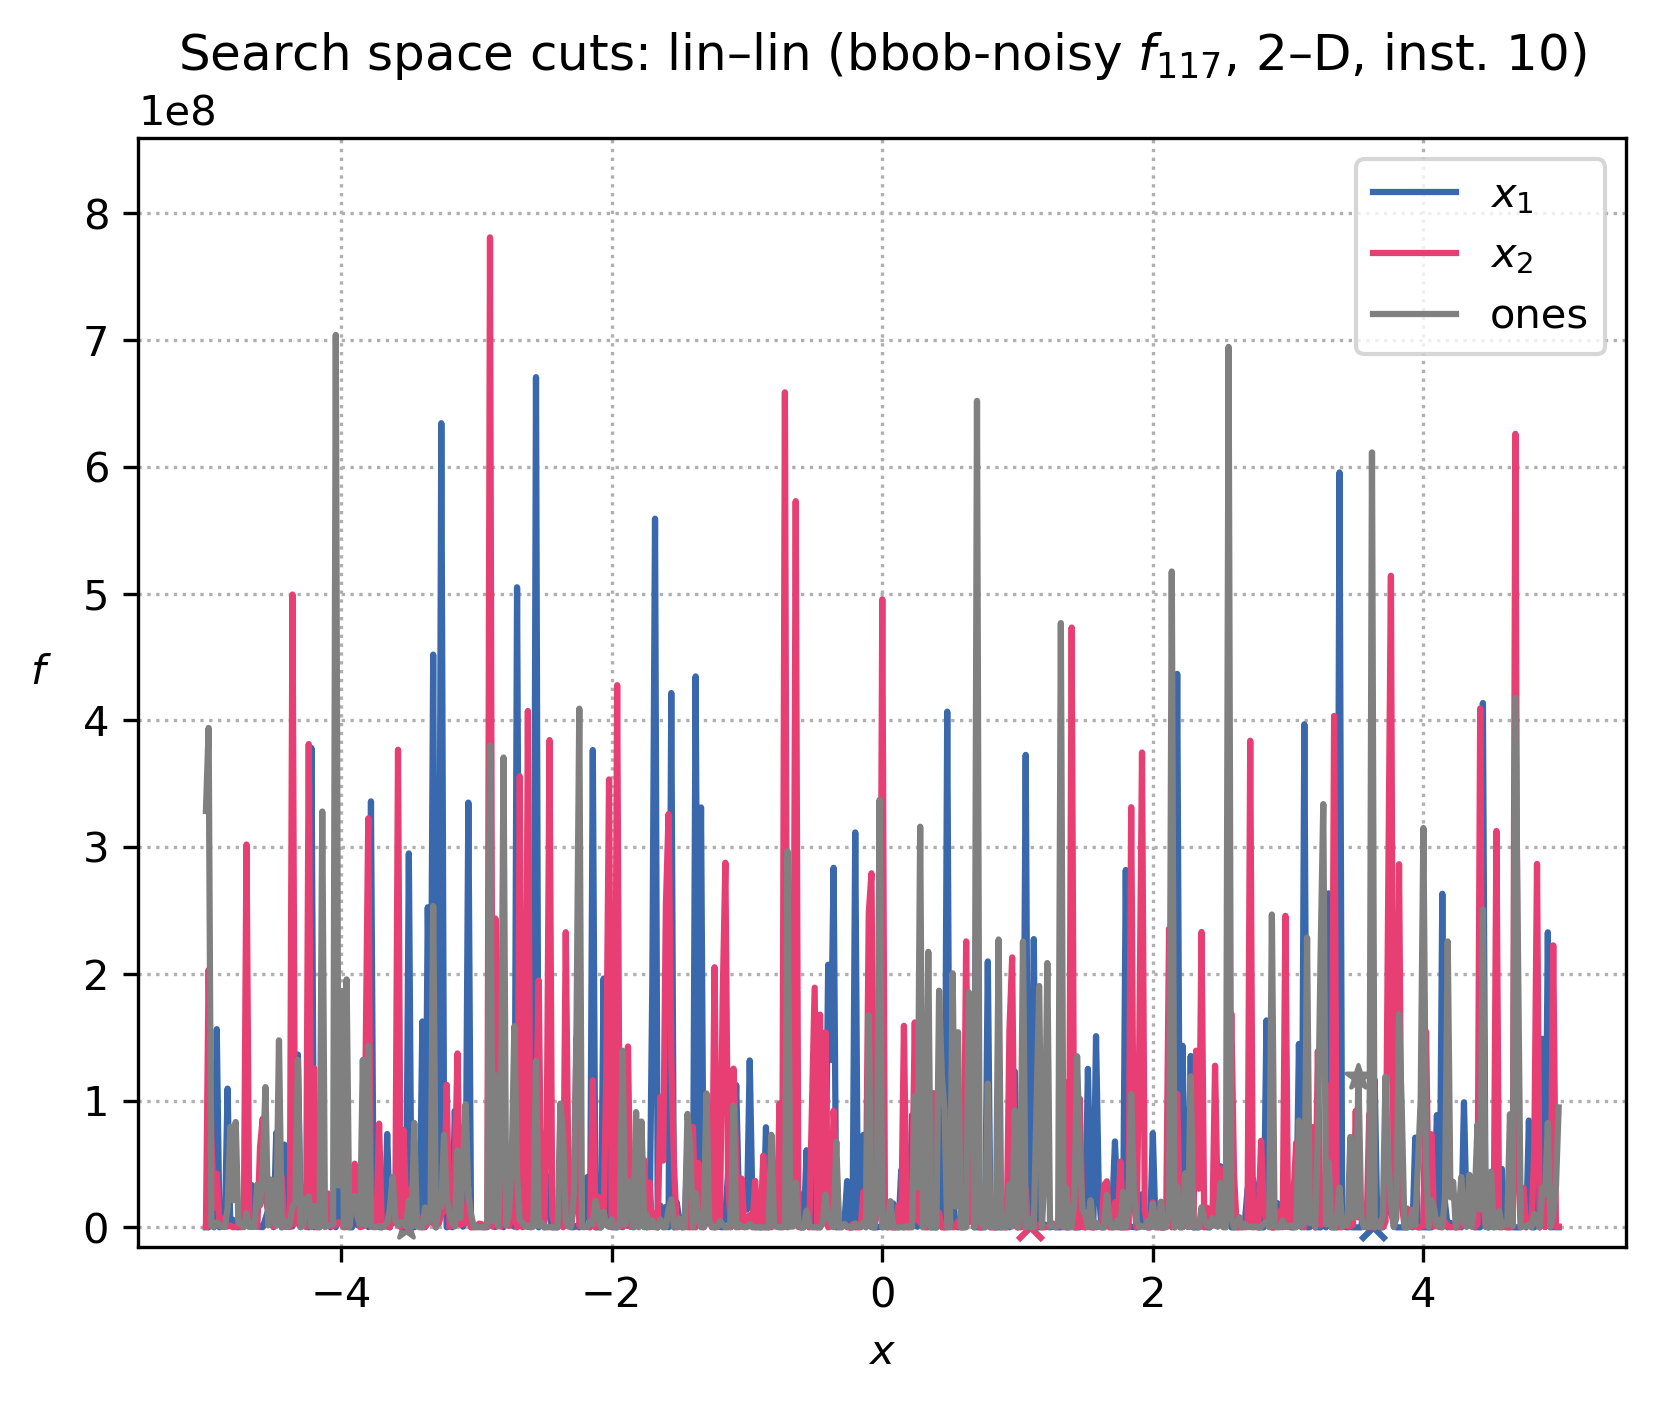 Search space cuts: lin–lin (bbob-noisy f₁₁₇, 2–D, inst. 10)
1e8
x₁
x₂
ones
8
7
6
5
4
3
2
1
0
f
−4
−2
0
2
4
x